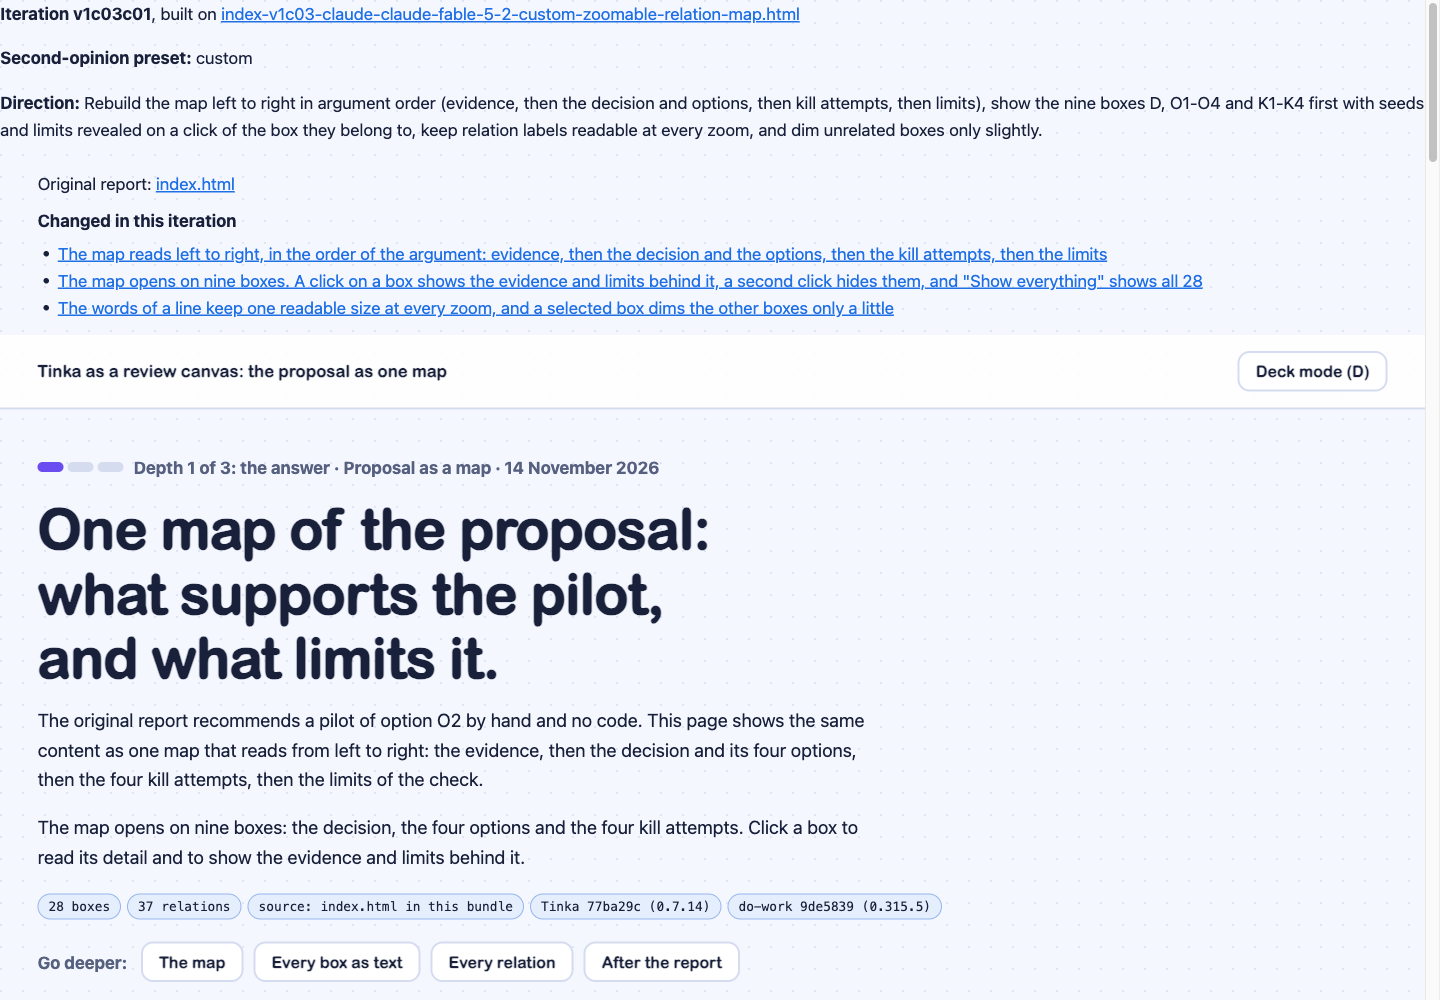 Iteration v1c03c01, built on index-v1c03-claude-claude-fable-5-2-custom-zoomable-relation-map.html
Second-opinion preset: custom
Direction: Rebuild the map left to right in argument order (evidence, then the decision and options, then kill attempts, then limits), show the nine boxes D, O1-O4 and K1-K4 first with seeds
and limits revealed on a click of the box they belong to, keep relation labels readable at every zoom, and dim unrelated boxes only slightly.
Original report: index.html
Changed in this iteration
• The map reads left to right, in the order of the argument: evidence, then the decision and the options, then the kill attempts, then the limits
• The map opens on nine boxes. A click on a box shows the evidence and limits behind it, a second click hides them, and "Show everything" shows all 28
• The words of a line keep one readable size at every zoom, and a selected box dims the other boxes only a little
Tinka as a review canvas: the proposal as one map
Deck mode (D)
Depth 1 of 3: the answer · Proposal as a map · 14 November 2026
One map of the proposal:
what supports the pilot,
and what limits it.
The original report recommends a pilot of option O2 by hand and no code. This page shows the same
content as one map that reads from left to right: the evidence, then the decision and its four options,
then the four kill attempts, then the limits of the check.
The map opens on nine boxes: the decision, the four options and the four kill attempts. Click a box to
read its detail and to show the evidence and limits behind it.
28 boxes
37 relations
source: index.html in this bundle
Tinka 77ba29c (0.7.14)
do-work 9de5839 (0.315.5)
Go deeper:
The map
Every box as text
Every relation
After the report